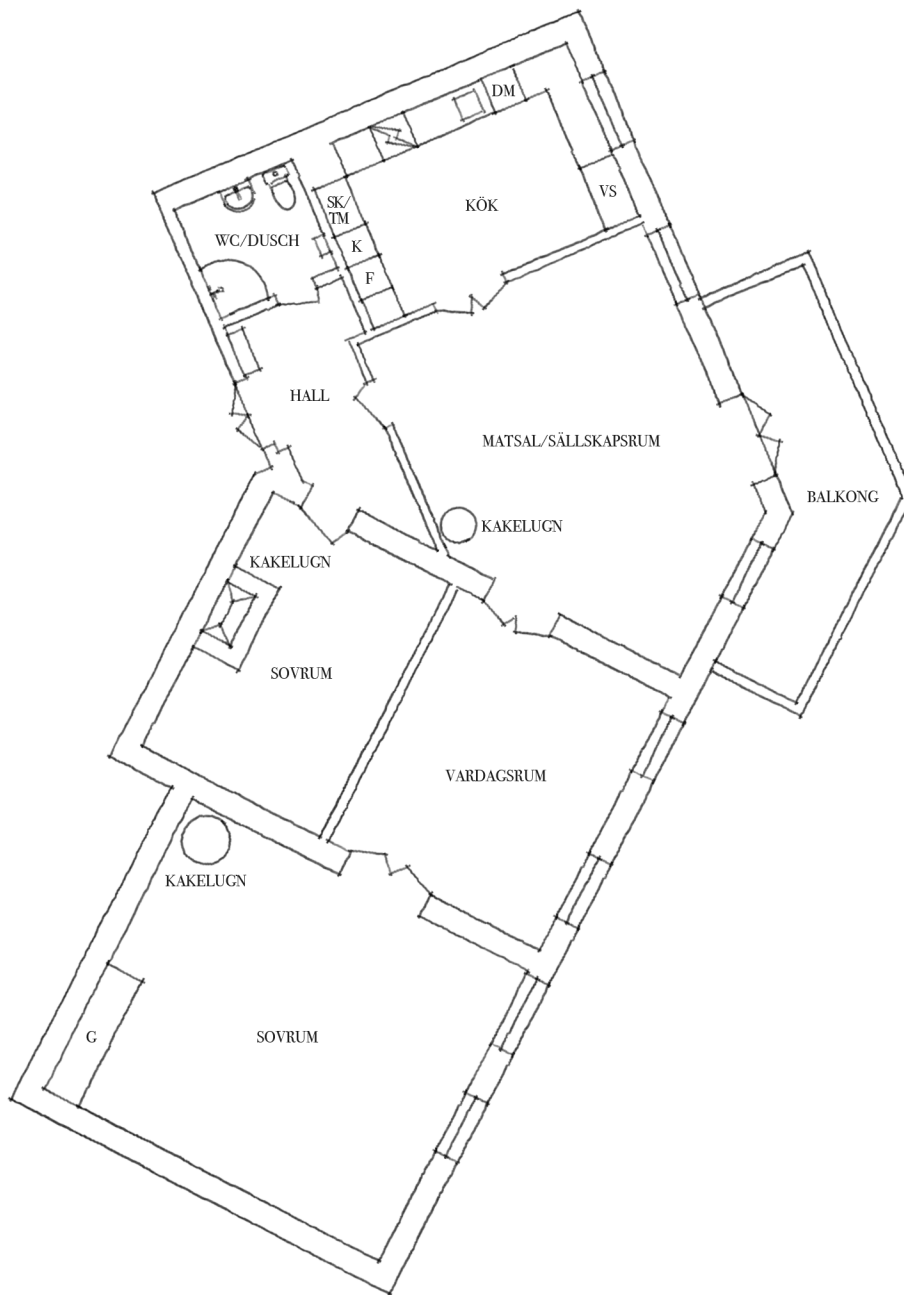 DM
SK/
TM
KÖK
VS
WC/DUSCH
K
F
HALL
MATSAL/SÄLLSKAPSRUM
BALKONG
KAKELUGN
KAKELUGN
SOVRUM
VARDAGSRUM
KAKELUGN
G
SOVRUM